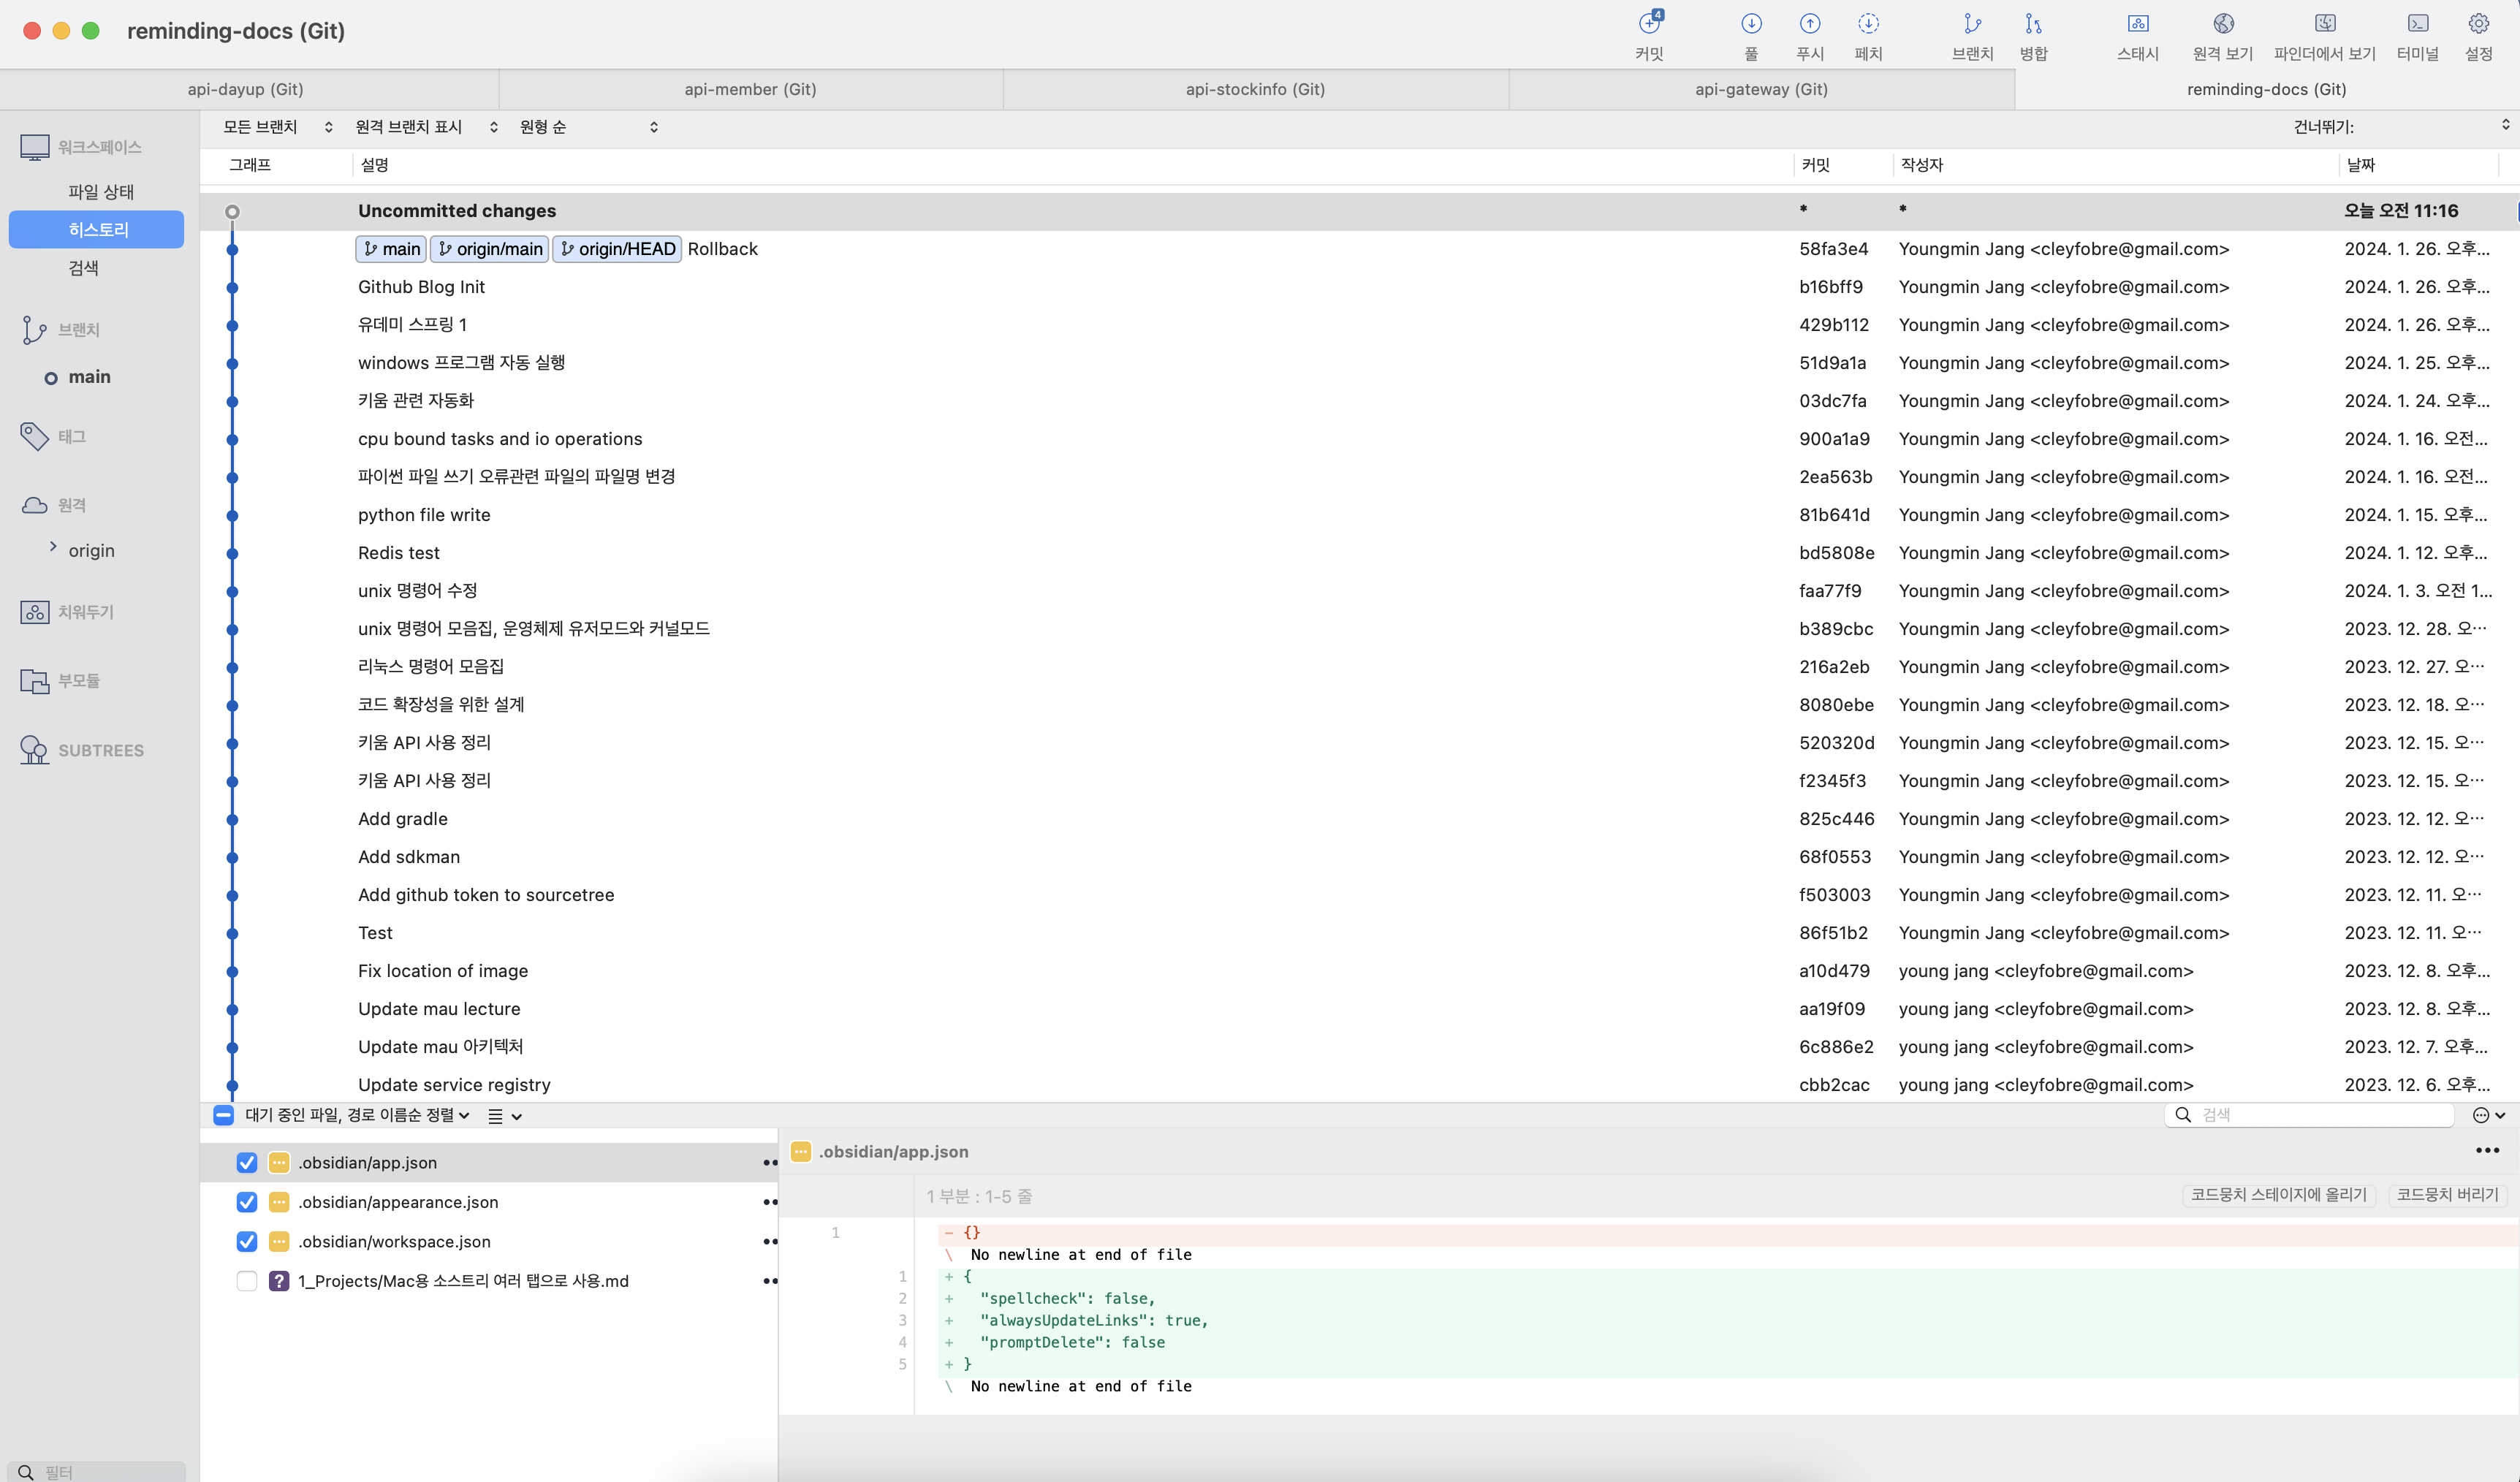 reminding-docs (Git)
4
커밋 풀 푸시 페치 브랜치 병합 스태시 원격 보기 파인더에서 보기 터미널 설정
api-dayup (Git) api-member (Git) api-stockinfo (Git) api-gateway (Git) reminding-docs (Git)
워크스페이스
파일 상태
히스토리
검색
브랜치
main
태그
원격
origin
치워두기
부모듈
SUBTREES
필터
모든 브랜치 원격 브랜치 표시 원형 순 건너뛰기:
그래프 설명 커밋 작성자 날짜
Uncommitted changes * * 오늘 오전 11:16
main origin/main origin/HEAD Rollback 58fa3e4 Youngmin Jang <cleyfobre@gmail.com> 2024. 1. 26. 오후...
Github Blog Init b16bff9 Youngmin Jang <cleyfobre@gmail.com> 2024. 1. 26. 오후...
유데미 스프링 1 429b112 Youngmin Jang <cleyfobre@gmail.com> 2024. 1. 26. 오후...
windows 프로그램 자동 실행 51d9a1a Youngmin Jang <cleyfobre@gmail.com> 2024. 1. 25. 오후...
키움 관련 자동화 03dc7fa Youngmin Jang <cleyfobre@gmail.com> 2024. 1. 24. 오후...
cpu bound tasks and io operations 900a1a9 Youngmin Jang <cleyfobre@gmail.com> 2024. 1. 16. 오전...
파이썬 파일 쓰기 오류관련 파일의 파일명 변경 2ea563b Youngmin Jang <cleyfobre@gmail.com> 2024. 1. 16. 오전...
python file write 81b641d Youngmin Jang <cleyfobre@gmail.com> 2024. 1. 15. 오후...
Redis test bd5808e Youngmin Jang <cleyfobre@gmail.com> 2024. 1. 12. 오후...
unix 명령어 수정 faa77f9 Youngmin Jang <cleyfobre@gmail.com> 2024. 1. 3. 오전 1...
unix 명령어 모음집, 운영체제 유저모드와 커널모드 b389cbc Youngmin Jang <cleyfobre@gmail.com> 2023. 12. 28. 오...
리눅스 명령어 모음집 216a2eb Youngmin Jang <cleyfobre@gmail.com> 2023. 12. 27. 오...
코드 확장성을 위한 설계 8080ebe Youngmin Jang <cleyfobre@gmail.com> 2023. 12. 18. 오...
키움 API 사용 정리 520320d Youngmin Jang <cleyfobre@gmail.com> 2023. 12. 15. 오...
키움 API 사용 정리 f2345f3 Youngmin Jang <cleyfobre@gmail.com> 2023. 12. 15. 오...
Add gradle 825c446 Youngmin Jang <cleyfobre@gmail.com> 2023. 12. 12. 오...
Add sdkman 68f0553 Youngmin Jang <cleyfobre@gmail.com> 2023. 12. 12. 오...
Add github token to sourcetree f503003 Youngmin Jang <cleyfobre@gmail.com> 2023. 12. 11. 오...
Test 86f51b2 Youngmin Jang <cleyfobre@gmail.com> 2023. 12. 11. 오...
Fix location of image a10d479 young jang <cleyfobre@gmail.com> 2023. 12. 8. 오후...
Update mau lecture aa19f09 young jang <cleyfobre@gmail.com> 2023. 12. 8. 오후...
Update mau 아키텍처 6c886e2 young jang <cleyfobre@gmail.com> 2023. 12. 7. 오후...
Update service registry cbb2cac young jang <cleyfobre@gmail.com> 2023. 12. 6. 오후...
대기 중인 파일, 경로 이름순 정렬 검색
.obsidian/app.json
.obsidian/appearance.json
.obsidian/workspace.json
? 1_Projects/Mac용 소스트리 여러 탭으로 사용.md
.obsidian/app.json
1 부분 : 1-5 줄 코드뭉치 스테이지에 올리기 코드뭉치 버리기
1 - {}
\ No newline at end of file
1 + {
2 + "spellcheck": false,
3 + "alwaysUpdateLinks": true,
4 + "promptDelete": false
5 + }
\ No newline at end of file